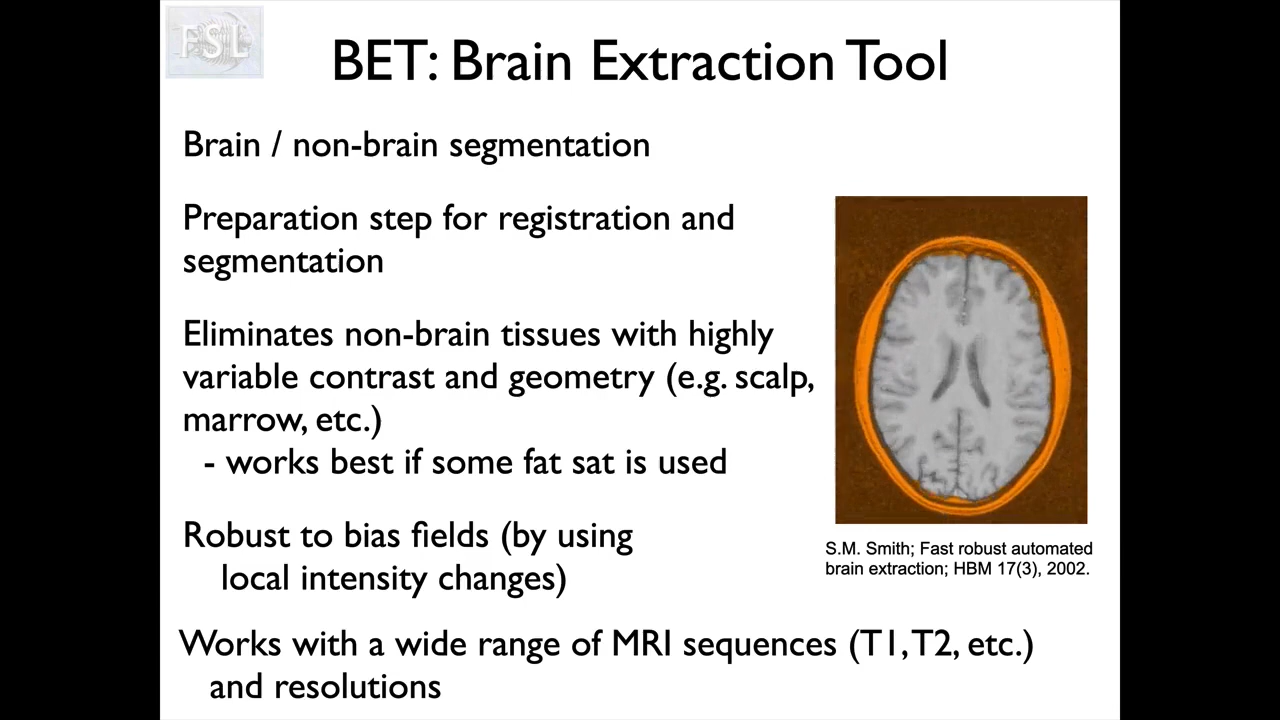 FSL
BET: Brain Extraction Tool
Brain / non-brain segmentation
Preparation step for registration and
segmentation
Eliminates non-brain tissues with highly
variable contrast and geometry (e.g. scalp,
marrow, etc.)
- works best if some fat sat is used
Robust to bias fields (by using
local intensity changes)
S.M. Smith; Fast robust automated
brain extraction; HBM 17(3), 2002.
Works with a wide range of MRI sequences (T1, T2, etc.)
and resolutions